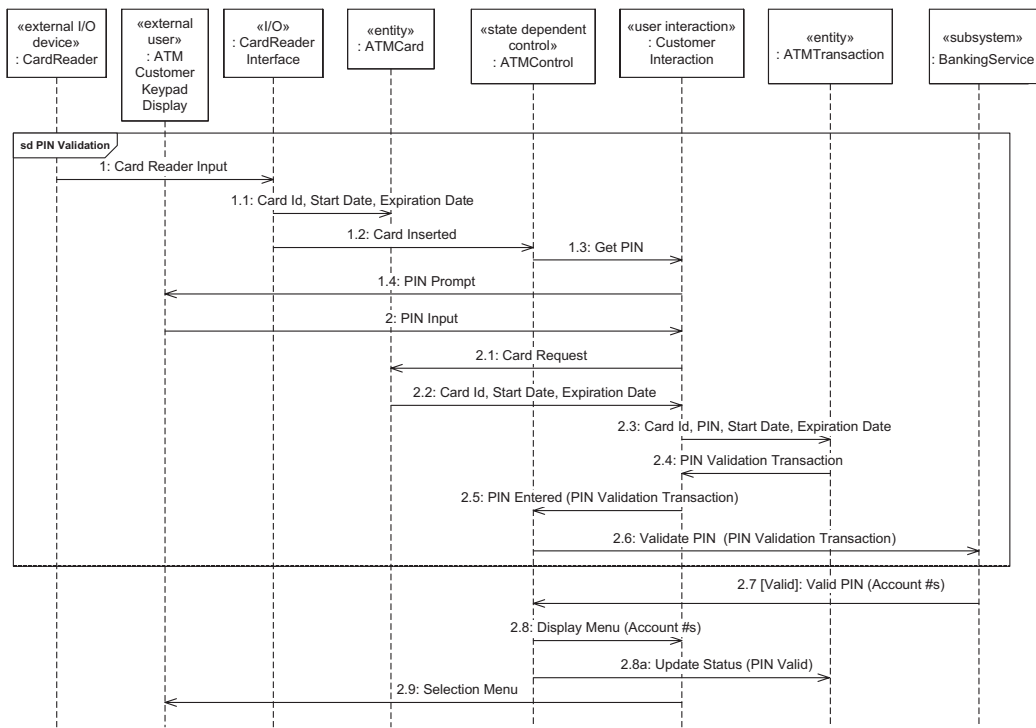 «external I/O
device»
: CardReader
«external
user»
: ATM
Customer
Keypad
Display
«I/O»
: CardReader
Interface
«entity»
: ATMCard
«state dependent
control»
: ATMControl
«user interaction»
: Customer
Interaction
«entity»
: ATMTransaction
«subsystem»
: BankingService
sd PIN Validation
1: Card Reader Input
1.1: Card Id, Start Date, Expiration Date
1.2: Card Inserted
1.3: Get PIN
1.4: PIN Prompt
2: PIN Input
2.1: Card Request
2.2: Card Id, Start Date, Expiration Date
2.3: Card Id, PIN, Start Date, Expiration Date
2.4: PIN Validation Transaction
2.5: PIN Entered (PIN Validation Transaction)
2.6: Validate PIN (PIN Validation Transaction)
2.7 [Valid]: Valid PIN (Account #s)
2.8: Display Menu (Account #s)
2.8a: Update Status (PIN Valid)
2.9: Selection Menu